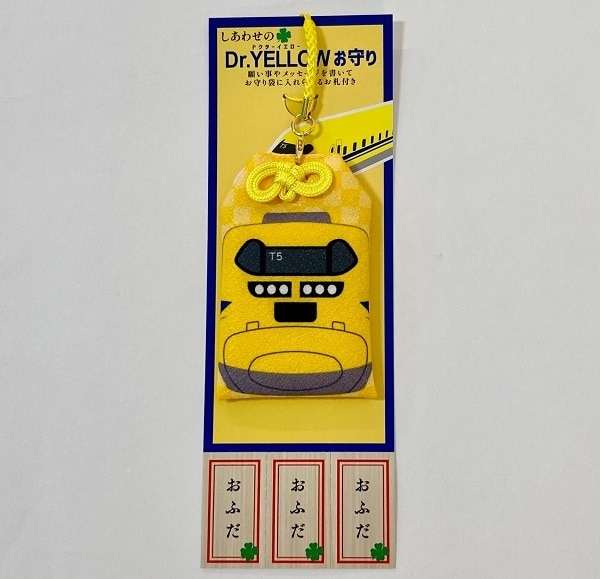 しあわせの
ドクターイエロー
Dr.YELLOWお守り
願い事やメッセージを書いて
お守り袋に入れられるお札付き
T5
おふだ
おふだ
おふだ